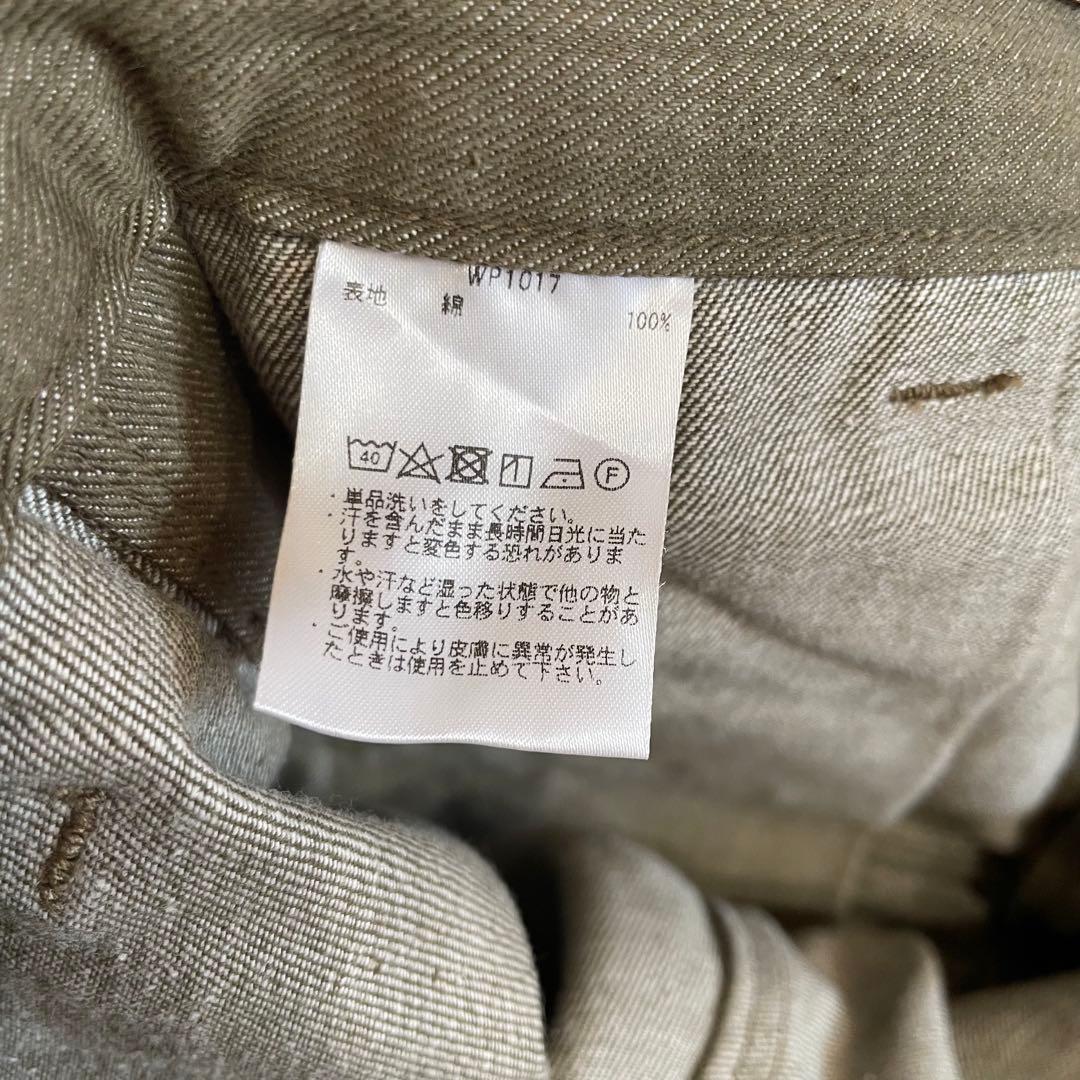 WP1017
表地 綿 100%
40 F
・単品洗いをしてください。
・汗を含んだまま長時間日光に当た
りますと変色する恐れがありま
す。
・水や汗など湿った状態で他の物と
摩擦しますと色移りすることがあ
ります。
・ご使用により皮膚に異常が発生し
たときは使用を止めて下さい。